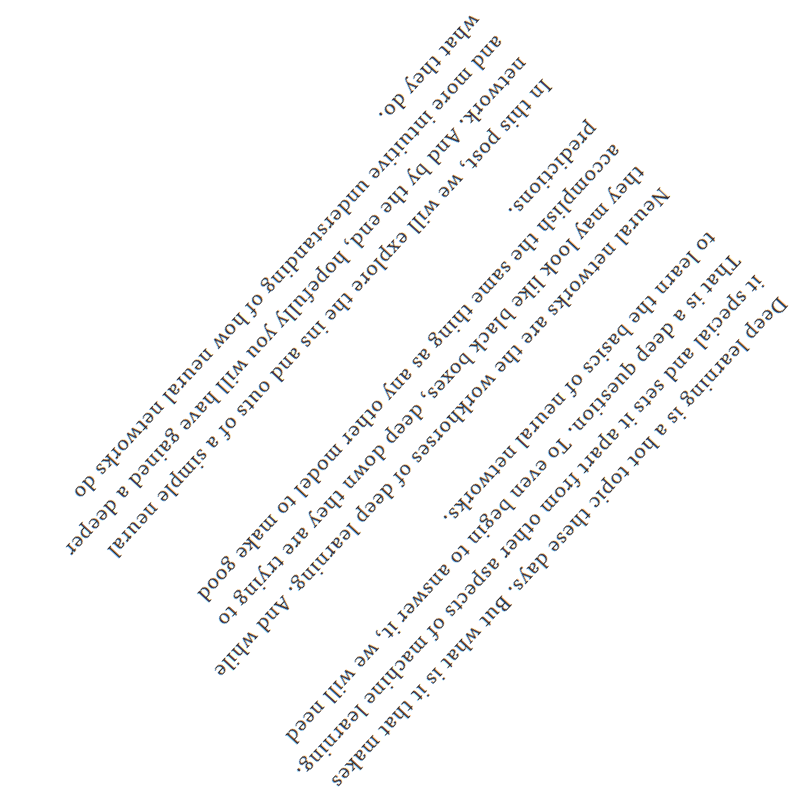 Deep learning is a hot topic these days. But what is it that makes
it special and sets it apart from other aspects of machine learning.
That is a deep question. To even begin to answer it, we will need
to learn the basics of neural networks.
Neural networks are the workhorses of deep learning. And while
they may look like black boxes, deep down they are trying to
accomplish the same thing as any other model to make good
predictions.
In this post, we will explore the ins and outs of a simple neural
network. And by the end, hopefully you will have gained a deeper
and more intuitive understanding of how neural networks do
what they do.